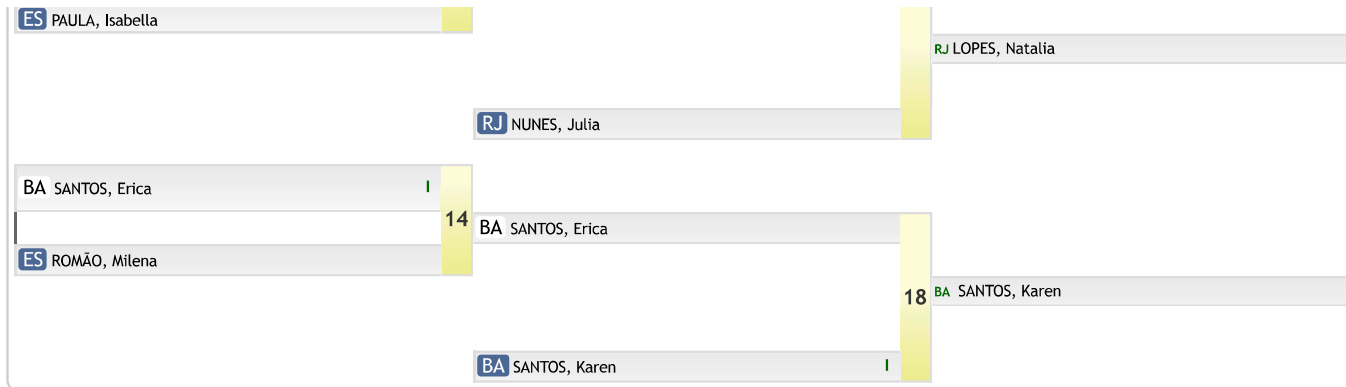 ES PAULA, Isabella
RJ LOPES, Natalia
RJ NUNES, Julia
BA SANTOS, Erica I
14
BA SANTOS, Erica
ES ROMÃO, Milena
18
BA SANTOS, Karen
BA SANTOS, Karen I